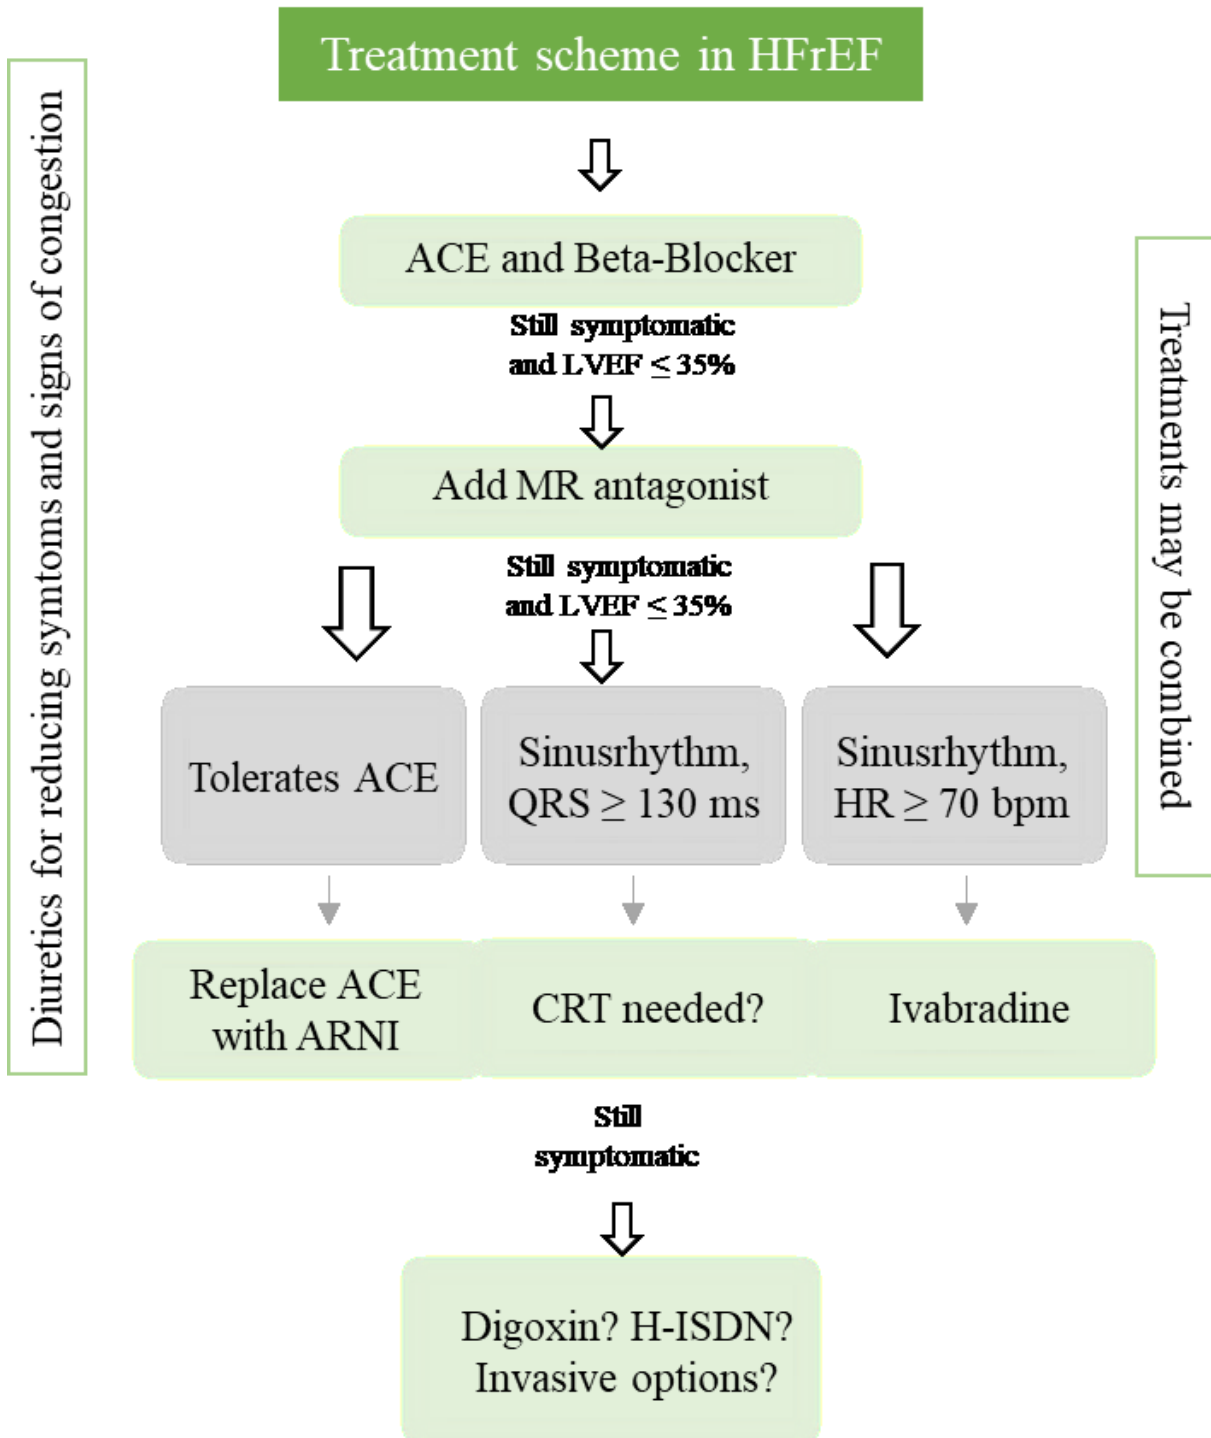 Treatment scheme in HFrEF
Diuretics for reducing symtoms and signs of congestion
ACE and Beta-Blocker
Still symptomatic
and LVEF ≤ 35%
Add MR antagonist
Still symptomatic
and LVEF ≤ 35%
Treatments may be combined
Tolerates ACE
Sinusrhythm,
QRS ≥ 130 ms
Sinusrhythm,
HR ≥ 70 bpm
Replace ACE
with ARNI
CRT needed?
Ivabradine
Still
symptomatic
Digoxin? H-ISDN?
Invasive options?